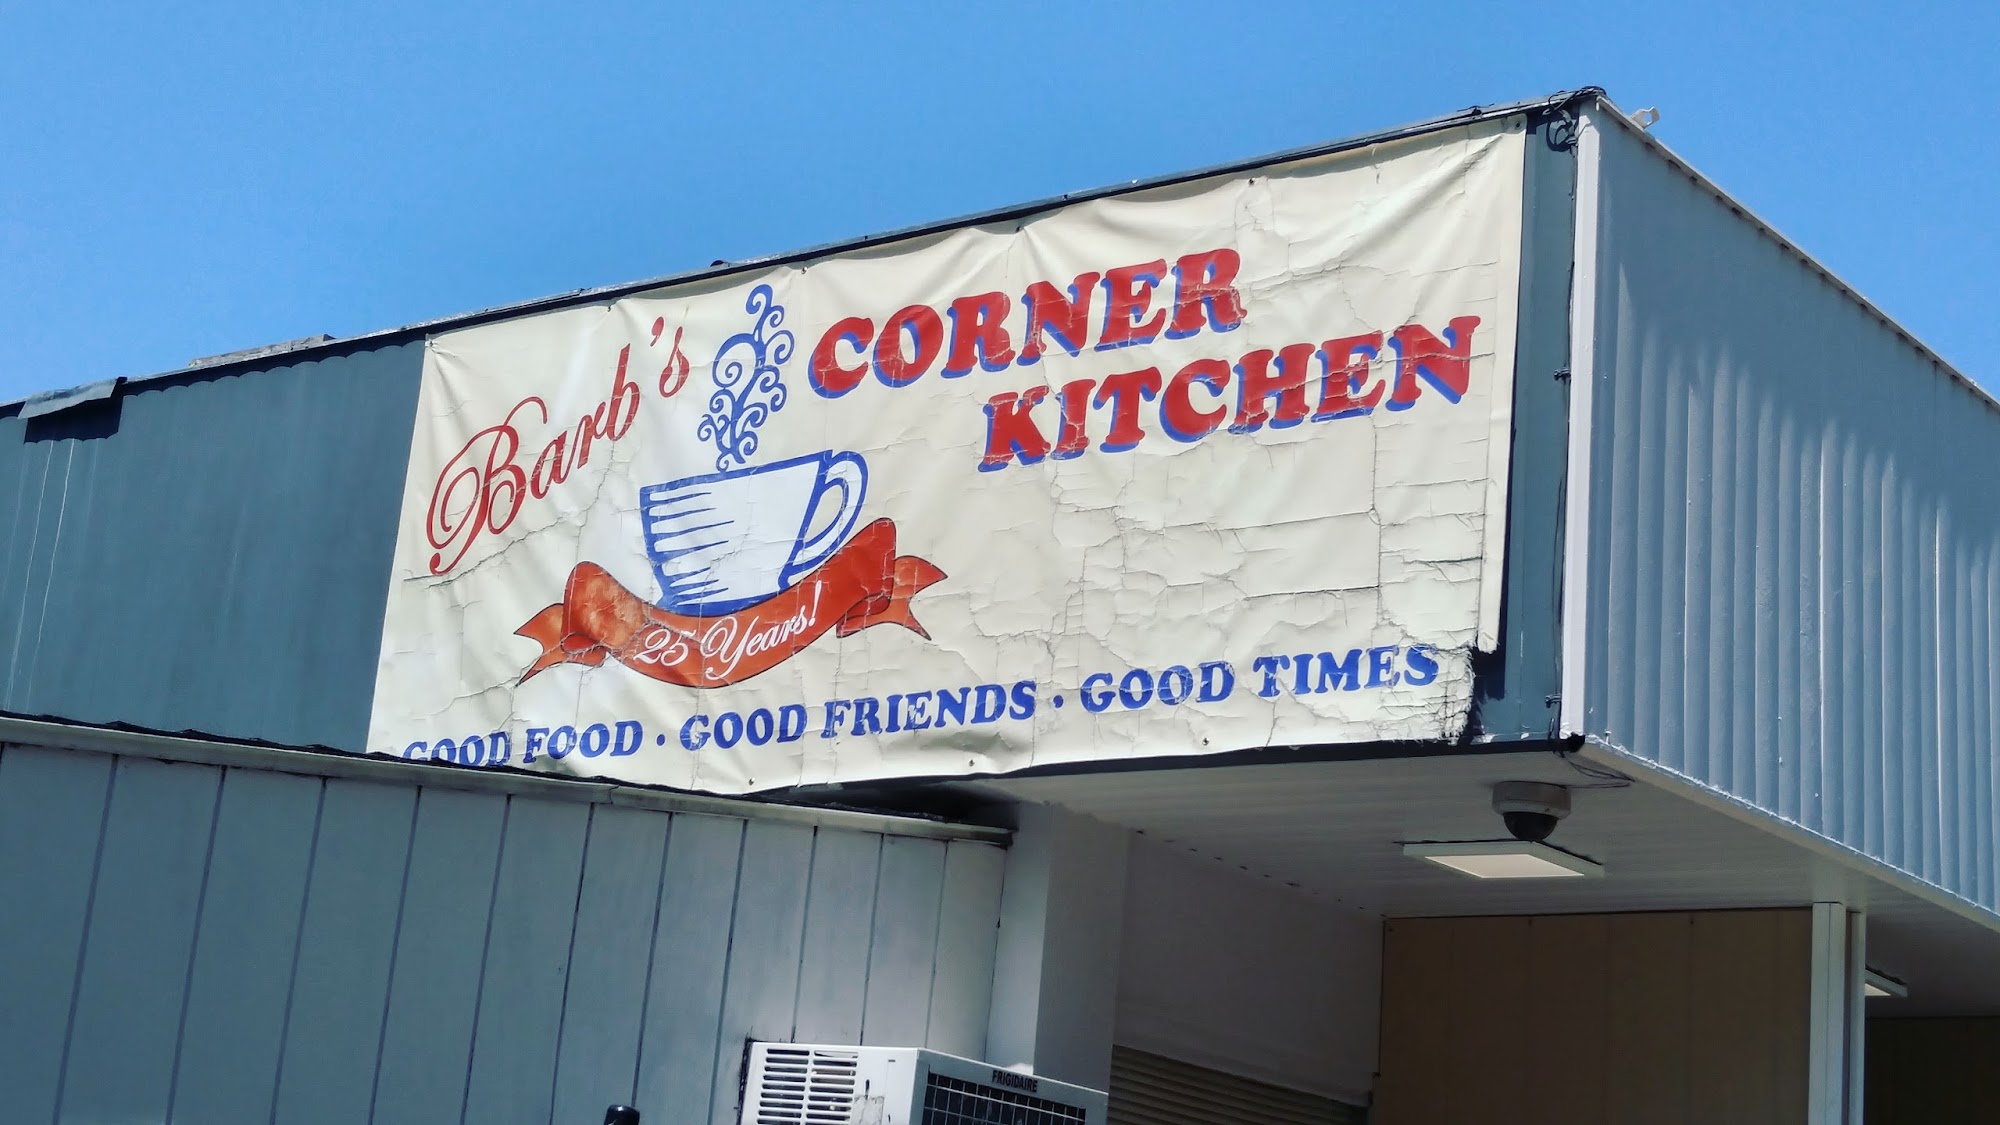 Barb's
CORNER
KITCHEN
25 Years!
GOOD FOOD · GOOD FRIENDS · GOOD TIMES
FRIGIDAIRE